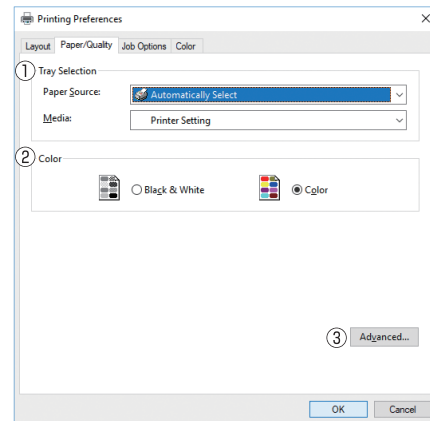 Printing Preferences
Layout Paper/Quality Job Options Color
① Tray Selection
Paper Source: Automatically Select
Media: Printer Setting
② Color
Black & White Color
③ Advanced...
OK Cancel